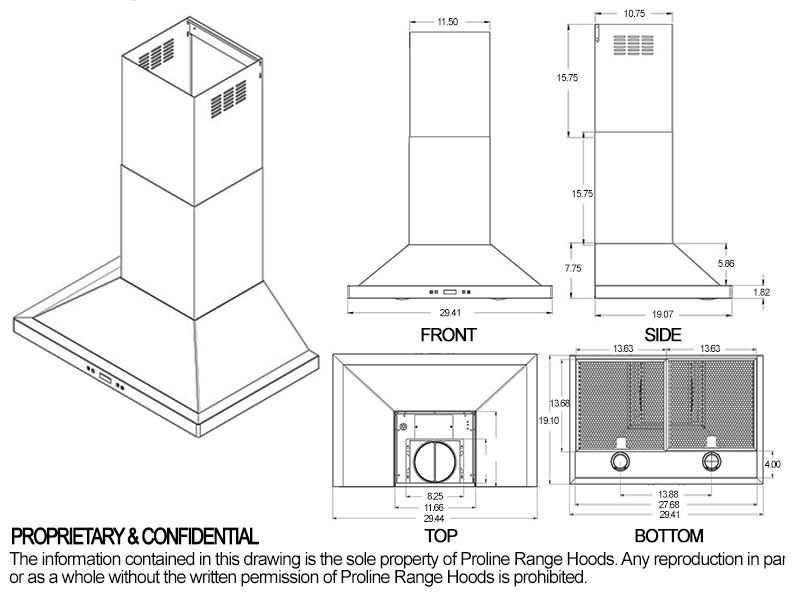 11.50
10.75
15.75
15.75
7.75
5.86
1.82
29.41
19.07
FRONT
SIDE
13.63 13.63
13.68
19.10
4.00
8.25
11.66
29.44
13.88
27.68
29.41
TOP
BOTTOM
PROPRIETARY & CONFIDENTIAL
The information contained in this drawing is the sole property of Proline Range Hoods. Any reproduction in par
or as a whole without the written permission of Proline Range Hoods is prohibited.